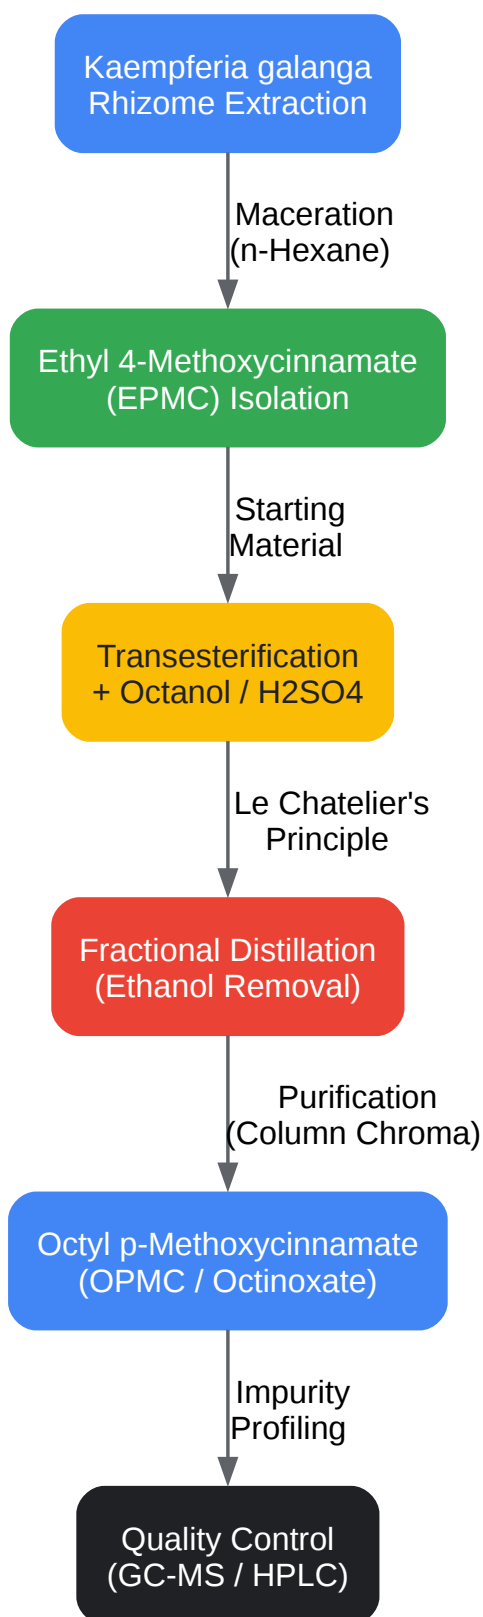 Kaempferia galanga
Rhizome Extraction
Maceration
(n-Hexane)
Ethyl 4-Methoxycinnamate
(EPMC) Isolation
Starting
Material
Transesterification
+ Octanol / H2SO4
Le Chatelier's
Principle
Fractional Distillation
(Ethanol Removal)
Purification
(Column Chroma)
Octyl p-Methoxycinnamate
(OPMC / Octinoxate)
Impurity
Profiling
Quality Control
(GC-MS / HPLC)